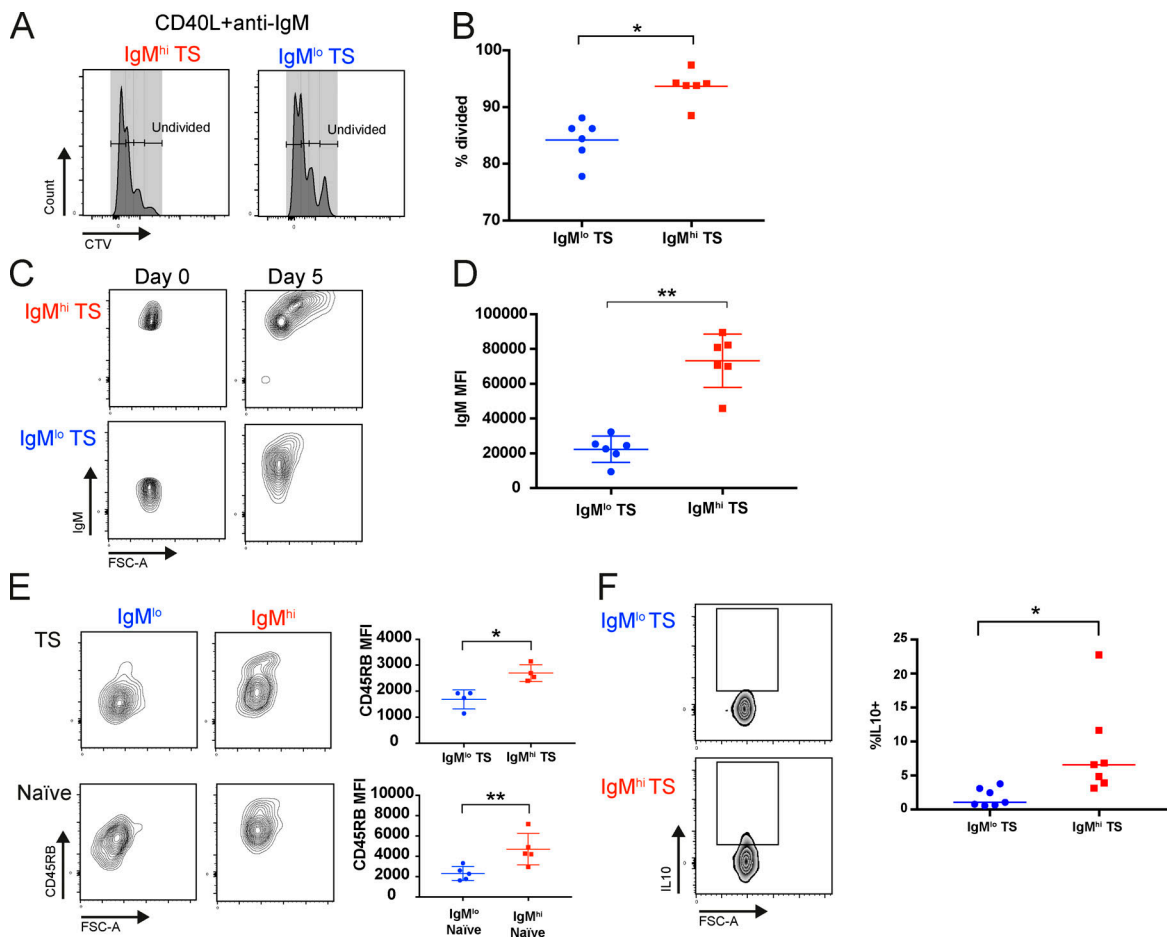 A
CD40L+anti-IgM
IgMhi TS
IgMlo TS
Undivided
Undivided
Count
0
0
CTV
0
0
B
*
100
90
80
70
% divided
IgMlo TS
IgMhi TS
C
Day 0
Day 5
IgMhi TS
IgMlo TS
IgM
FSC-A
D
**
100000
80000
60000
40000
20000
0
IgM MFI
IgMlo TS
IgMhi TS
E
IgMlo
IgMhi
TS
Naïve
CD45RB
FSC-A
*
4000
3000
2000
1000
0
CD45RB MFI
IgMlo TS
IgMhi TS
**
10000
8000
6000
4000
2000
0
CD45RB MFI
IgMlo
Naïve
IgMhi
Naïve
F
IgMlo TS
IgMhi TS
IL10
FSC-A
*
25
20
15
10
5
0
%IL10+
IgMlo TS
IgMhi TS